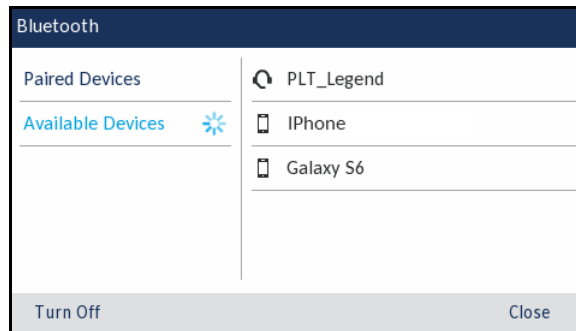 Bluetooth
Paired Devices
Available Devices
PLT_Legend
IPhone
Galaxy S6
Turn Off
Close